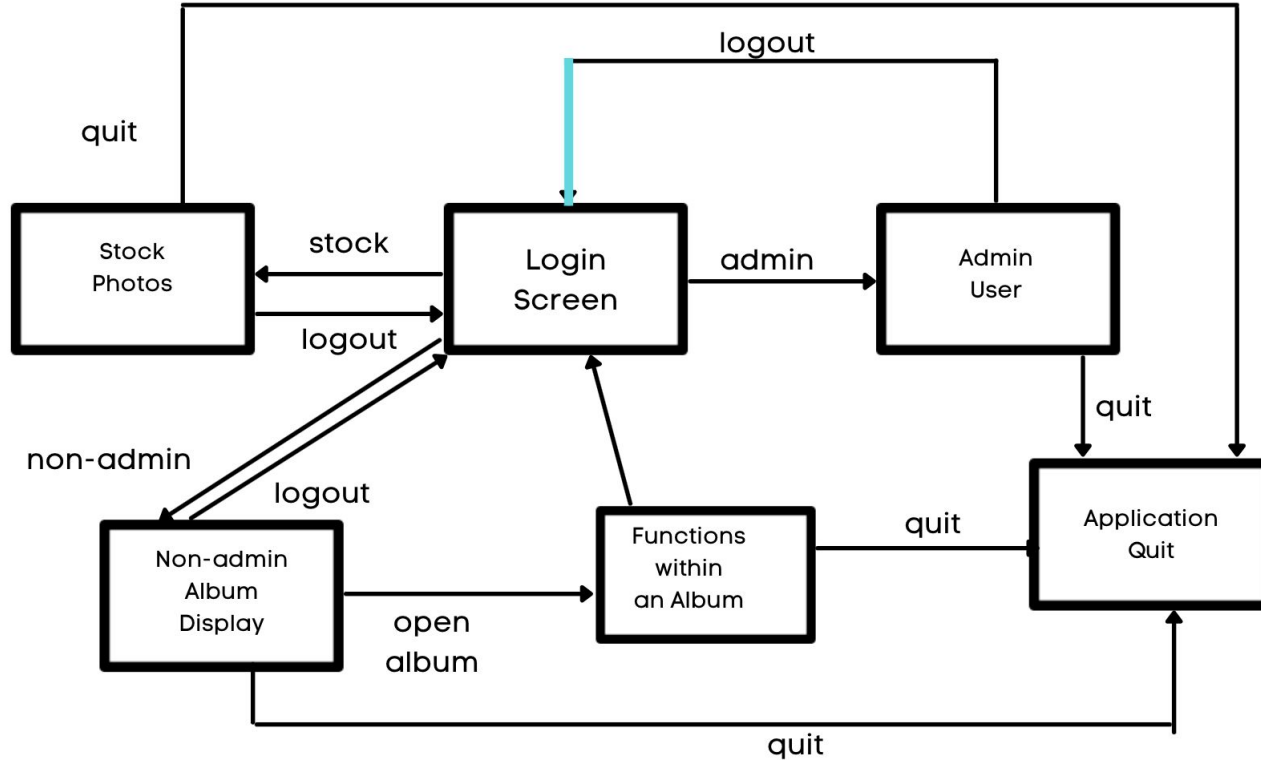 logout
quit
Stock
Photos
stock
logout
Login
Screen
admin
Admin
User
quit
non-admin
logout
Non-admin
Album
Display
open
album
Functions
within
an Album
quit
Application
Quit
quit